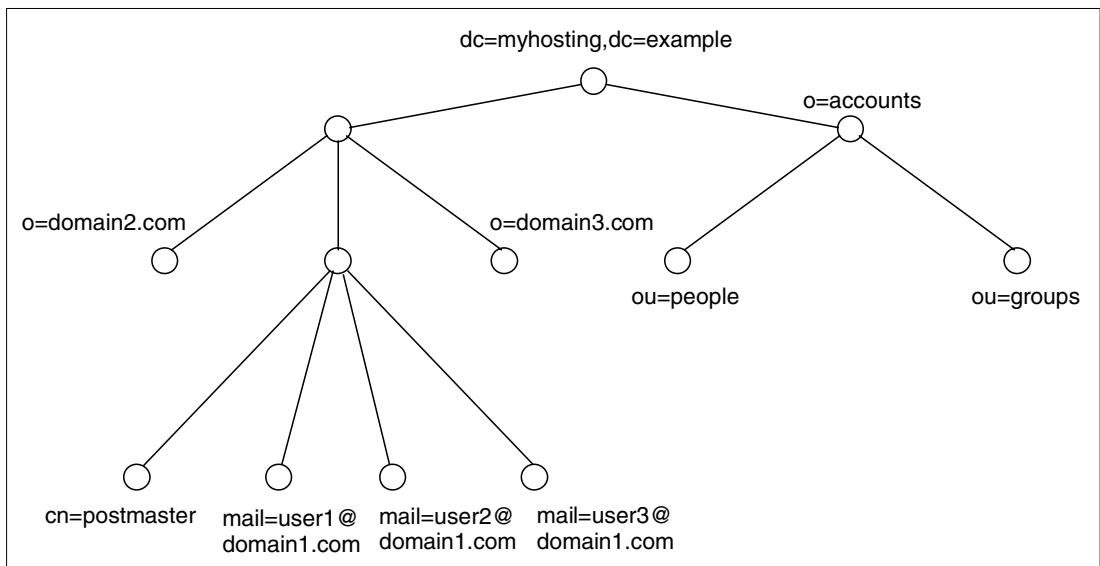 dc=myhosting,dc=example
o=accounts
o=domain2.com
o=domain3.com
ou=people
ou=groups
cn=postmaster
mail=user1@
domain1.com
mail=user2@
domain1.com
mail=user3@
domain1.com